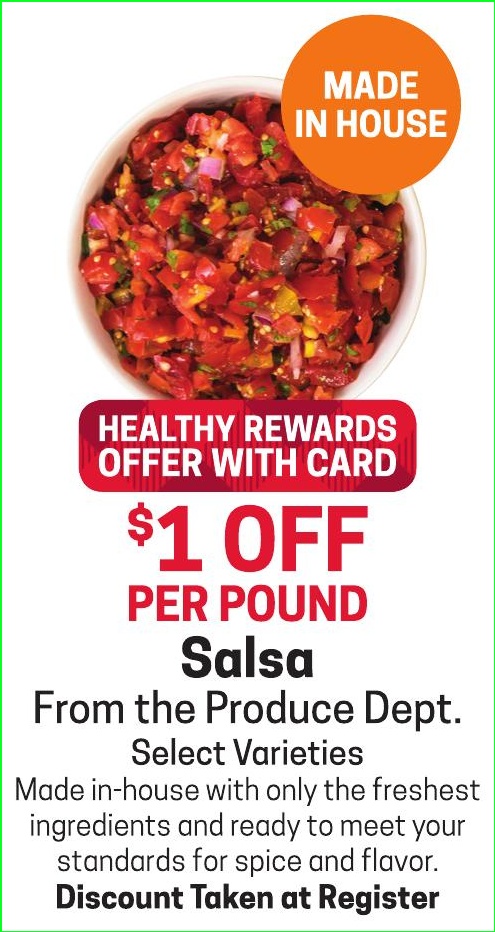 MADE
IN HOUSE
HEALTHY REWARDS
OFFER WITH CARD
$1 OFF
PER POUND
Salsa
From the Produce Dept.
Select Varieties
Made in-house with only the freshest
ingredients and ready to meet your
standards for spice and flavor.
Discount Taken at Register